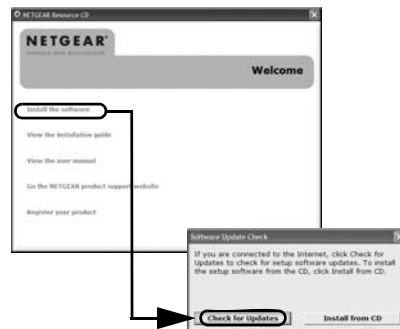 NETGEAR Resource CD
NETGEAR®
Connect with Innovation™
Welcome
Install the software
View the installation guide
View the user manual
Go the NETGEAR product support website
Register your product
Software Update Check
If you are connected to the Internet, click Check for
Updates to check for setup software updates. To install
the setup software from the CD, click Install from CD.
Check for Updates
Install from CD